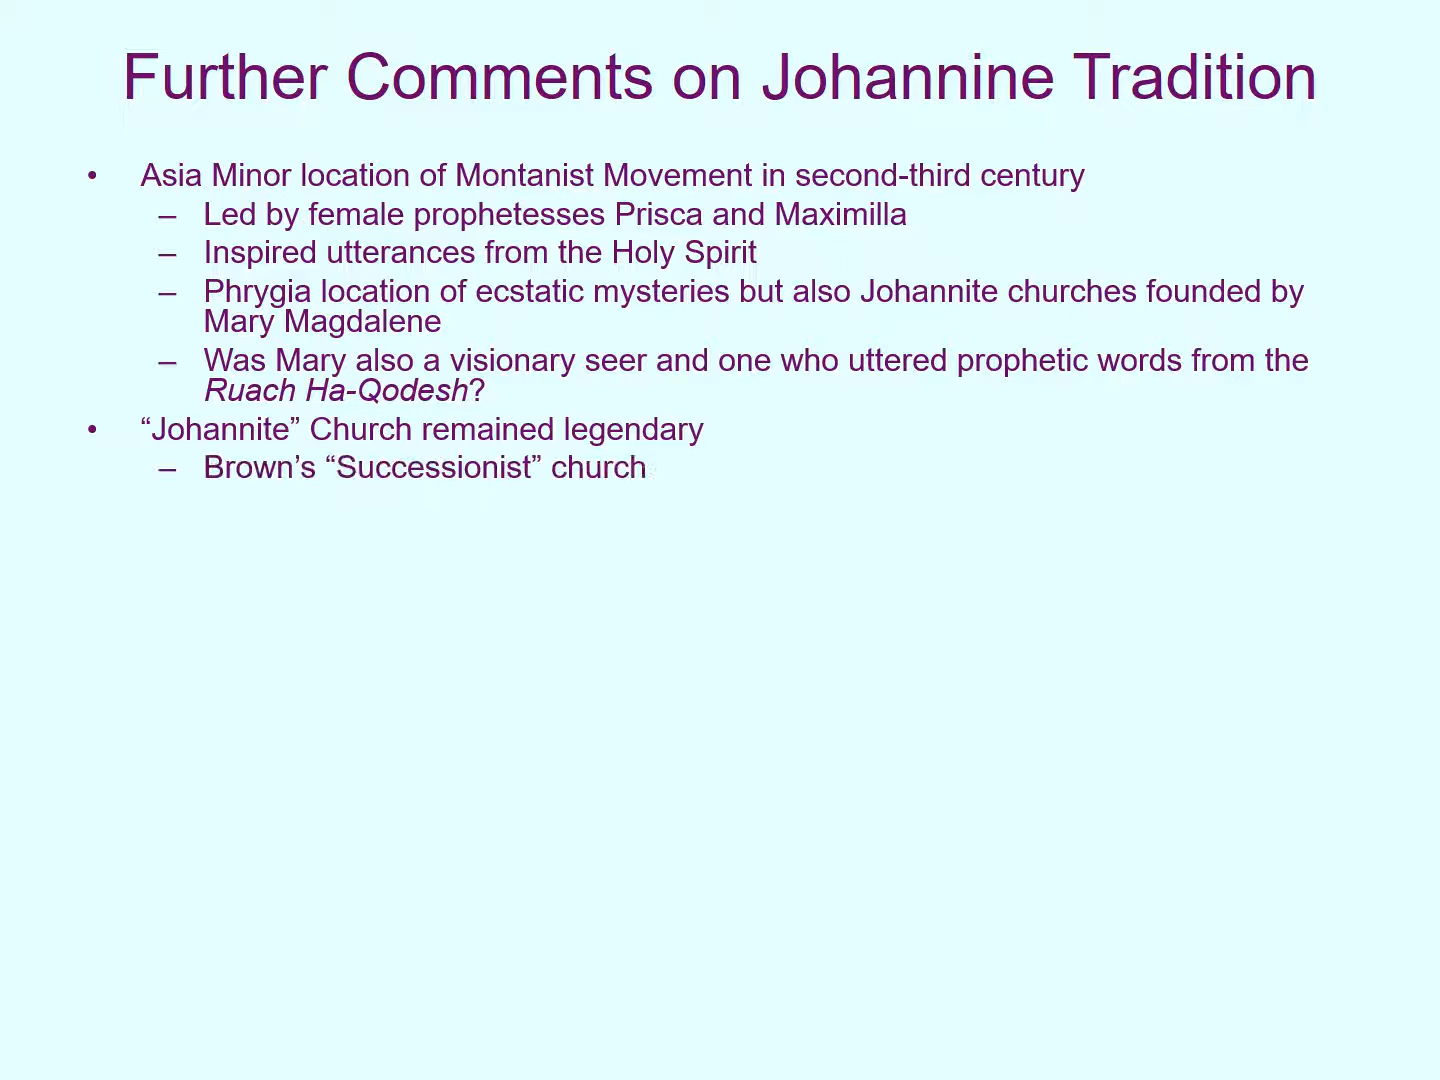 Further Comments on Johannine Tradition
• Asia Minor location of Montanist Movement in second-third century
– Led by female prophetesses Prisca and Maximilla
– Inspired utterances from the Holy Spirit
– Phrygia location of ecstatic mysteries but also Johannite churches founded by
Mary Magdalene
– Was Mary also a visionary seer and one who uttered prophetic words from the
Ruach Ha-Qodesh?
• “Johannite” Church remained legendary
– Brown’s “Successionist” church